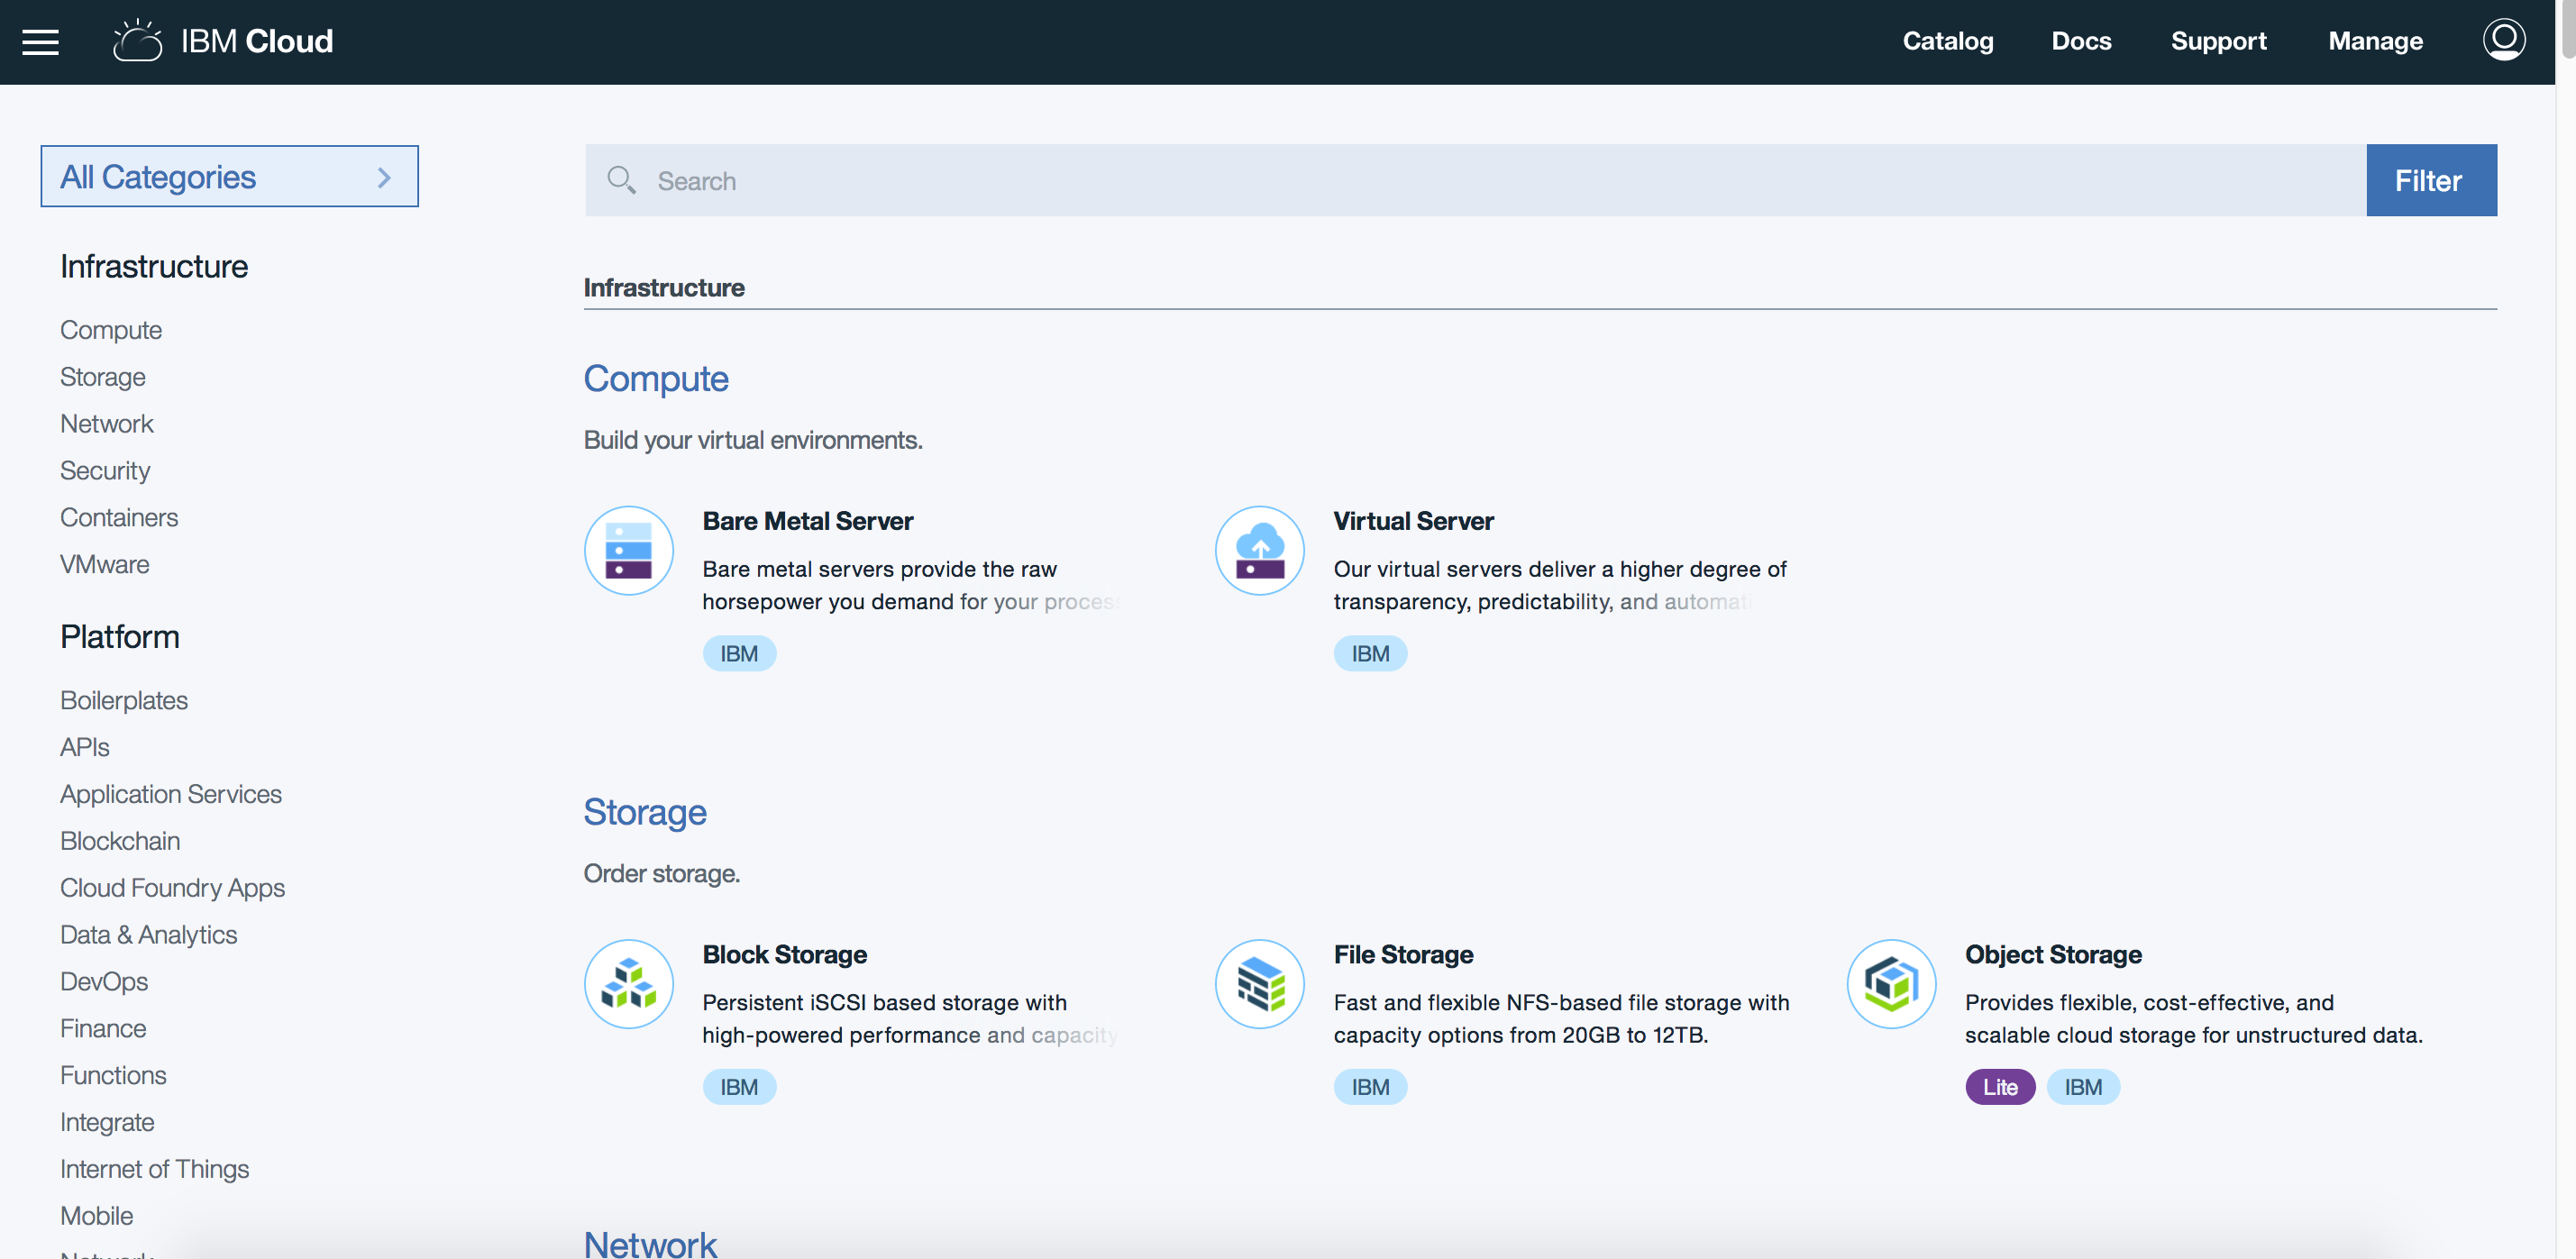 IBM Cloud
Catalog
Docs
Support
Manage
All Categories
Infrastructure
Compute
Storage
Network
Security
Containers
VMware
Platform
Boilerplates
APIs
Application Services
Blockchain
Cloud Foundry Apps
Data & Analytics
DevOps
Finance
Functions
Integrate
Internet of Things
Mobile
Search
Filter
Infrastructure
Compute
Build your virtual environments.
Bare Metal Server
Bare metal servers provide the raw
horsepower you demand for your process
IBM
Virtual Server
Our virtual servers deliver a higher degree of
transparency, predictability, and automat
IBM
Storage
Order storage.
Block Storage
Persistent iSCSI based storage with
high-powered performance and capacity
IBM
File Storage
Fast and flexible NFS-based file storage with
capacity options from 20GB to 12TB.
IBM
Object Storage
Provides flexible, cost-effective, and
scalable cloud storage for unstructured data.
Lite
IBM
Network